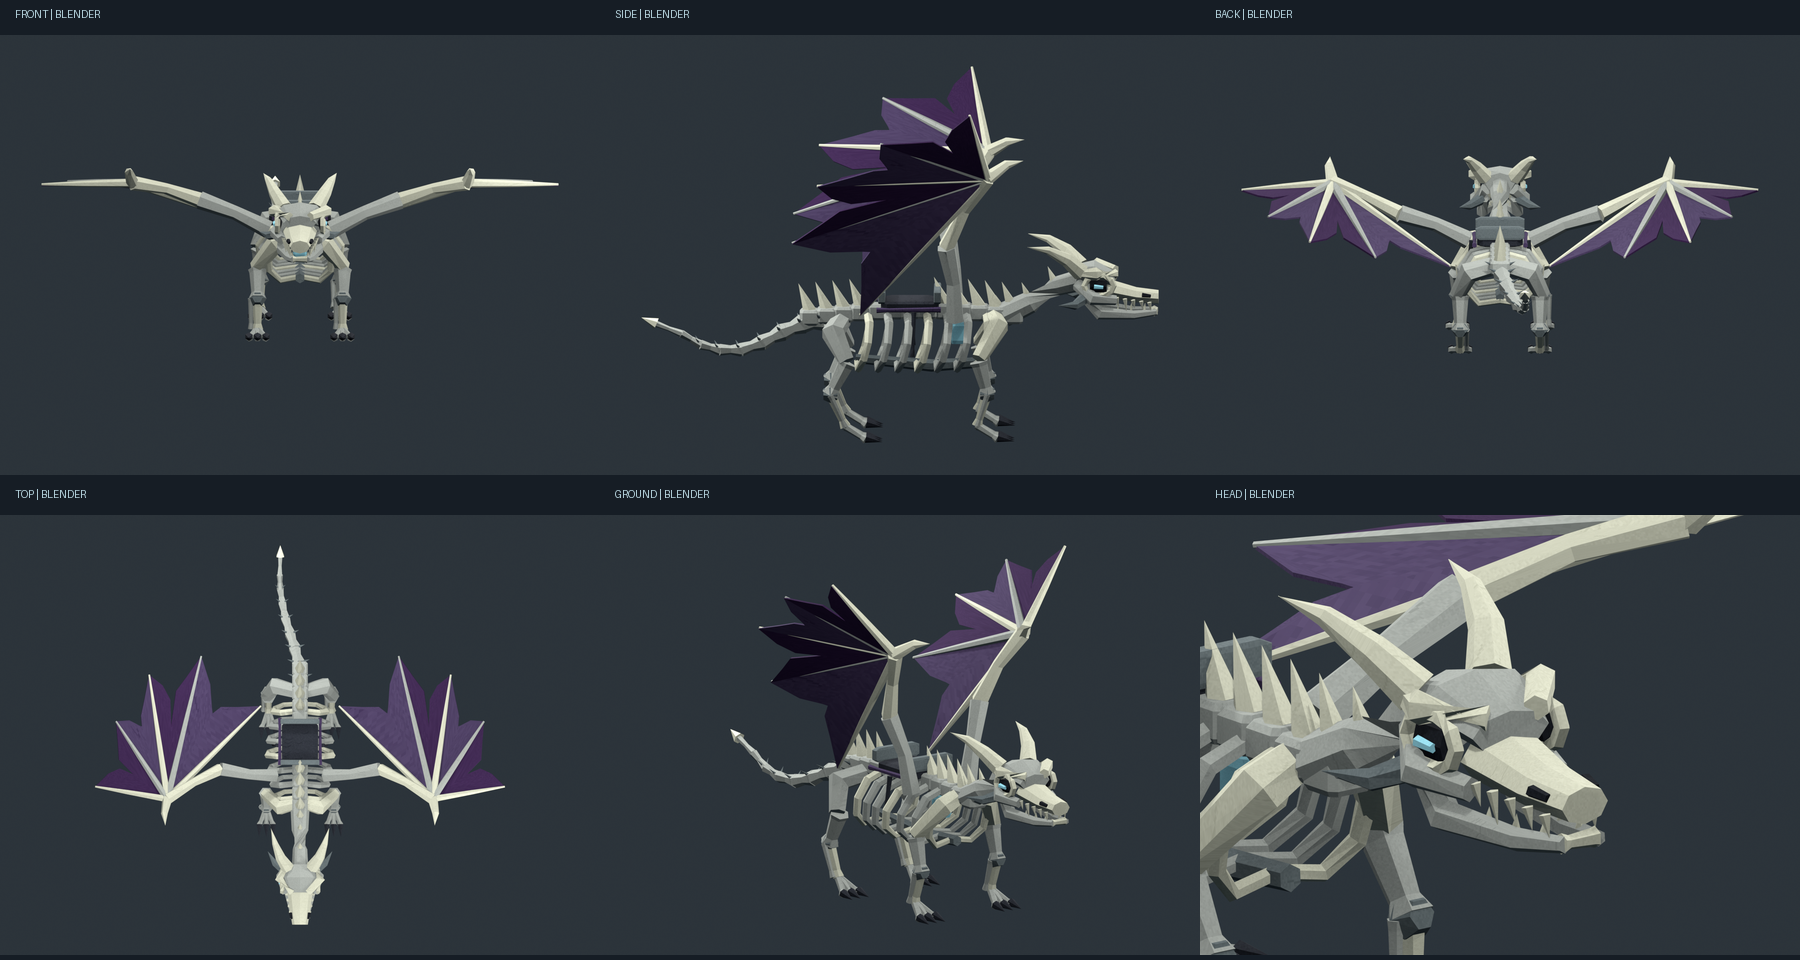 FRONT | BLENDER
SIDE | BLENDER
BACK | BLENDER
TOP | BLENDER
GROUND | BLENDER
HEAD | BLENDER